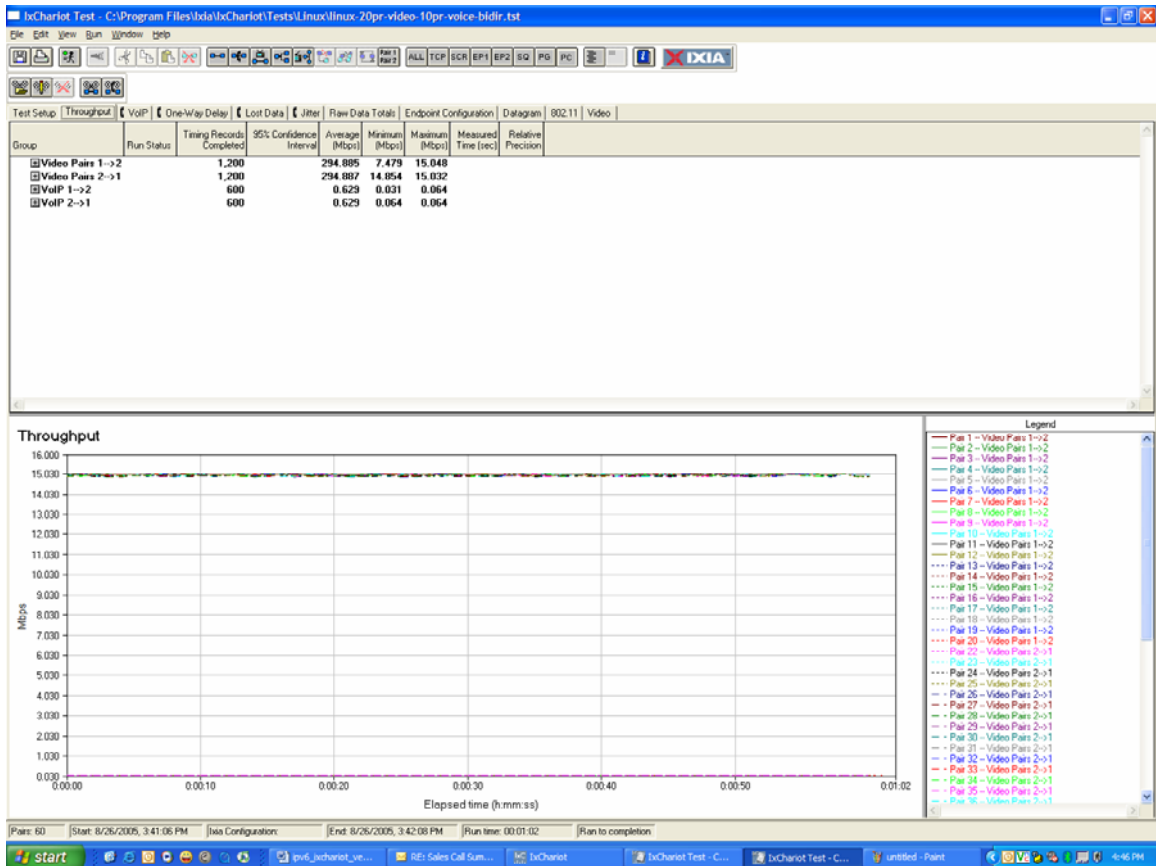 IxChariot Test - C:\Program Files\Ixia\IxChariot\Tests\Linux\linux-20pr-video-10pr-voice-bidir.tst
File Edit View Run Window Help
ALL TCP SCR EP1 EP2 SQ PG PC IXIA
Test Setup Throughput VoIP One-Way Delay Lost Data Jitter Raw Data Totals Endpoint Configuration Datagram 802.11 Video
Group Run Status Timing Records Completed 95% Confidence Interval Average (Mbps) Minimum (Mbps) Maximum (Mbps) Measured Time (sec) Relative Precision
Video Pairs 1-->2 1,200 294.885 7.479 15.048
Video Pairs 2-->1 1,200 294.887 14.854 15.032
VoIP 1-->2 600 0.629 0.031 0.064
VoIP 2-->1 600 0.629 0.064 0.064
Throughput
Mbps
16.000
15.030
14.030
13.030
12.030
11.030
10.030
9.030
8.030
7.030
6.030
5.030
4.030
3.030
2.030
1.030
0.030
0:00:00 0:00:10 0:00:20 0:00:30 0:00:40 0:00:50 0:01:02
Elapsed time (h:mm:ss)
Legend
Pair 1 -- Video Pairs 1-->2
Pair 2 -- Video Pairs 1-->2
Pair 3 -- Video Pairs 1-->2
Pair 4 -- Video Pairs 1-->2
Pair 5 -- Video Pairs 1-->2
Pair 6 -- Video Pairs 1-->2
Pair 7 -- Video Pairs 1-->2
Pair 8 -- Video Pairs 1-->2
Pair 9 -- Video Pairs 1-->2
Pair 10 -- Video Pairs 1-->2
Pair 11 -- Video Pairs 1-->2
Pair 12 -- Video Pairs 1-->2
Pair 13 -- Video Pairs 1-->2
Pair 14 -- Video Pairs 1-->2
Pair 15 -- Video Pairs 1-->2
Pair 16 -- Video Pairs 1-->2
Pair 17 -- Video Pairs 1-->2
Pair 18 -- Video Pairs 1-->2
Pair 19 -- Video Pairs 1-->2
Pair 20 -- Video Pairs 1-->2
Pair 22 -- Video Pairs 2-->1
Pair 23 -- Video Pairs 2-->1
Pair 24 -- Video Pairs 2-->1
Pair 25 -- Video Pairs 2-->1
Pair 26 -- Video Pairs 2-->1
Pair 27 -- Video Pairs 2-->1
Pair 28 -- Video Pairs 2-->1
Pair 29 -- Video Pairs 2-->1
Pair 30 -- Video Pairs 2-->1
Pair 31 -- Video Pairs 2-->1
Pair 32 -- Video Pairs 2-->1
Pair 33 -- Video Pairs 2-->1
Pair 34 -- Video Pairs 2-->1
Pair 35 -- Video Pairs 2-->1
Pair 36 -- Video Pairs 2-->1
Pairs: 60 Start: 8/26/2005, 3:41:06 PM Ixia Configuration: End: 8/26/2005, 3:42:08 PM Run time: 00:01:02 Ran to completion
start ipv6_ixchariot_ve... RE: Sales Call Sum... IxChariot IxChariot Test - C... IxChariot Test - C... untitled - Paint 4:46 PM